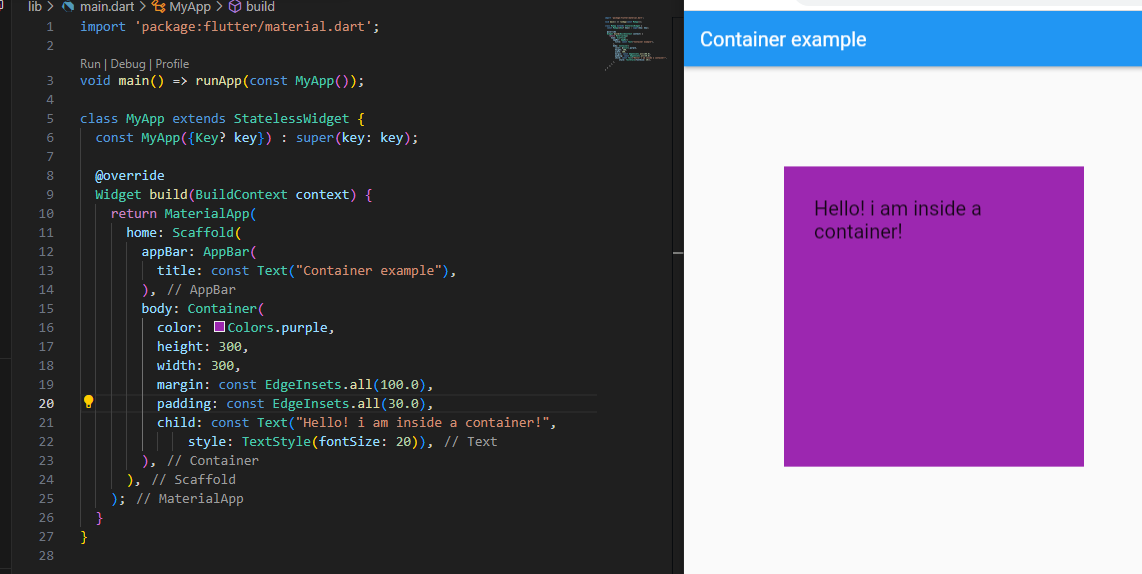 lib > main.dart > MyApp > build
1 import 'package:flutter/material.dart';
2
Run | Debug | Profile
3 void main() => runApp(const MyApp());
4
5 class MyApp extends StatelessWidget {
6 const MyApp({Key? key}) : super(key: key);
7
8 @override
9 Widget build(BuildContext context) {
10 return MaterialApp(
11 home: Scaffold(
12 appBar: AppBar(
13 title: const Text("Container example"),
14 ), // AppBar
15 body: Container(
16 color: Colors.purple,
17 height: 300,
18 width: 300,
19 margin: const EdgeInsets.all(100.0),
20 padding: const EdgeInsets.all(30.0),
21 child: const Text("Hello! i am inside a container!",
22 style: TextStyle(fontSize: 20)), // Text
23 ), // Container
24 ), // Scaffold
25 ); // MaterialApp
26 }
27 }
28
Container example
Hello! i am inside a
container!